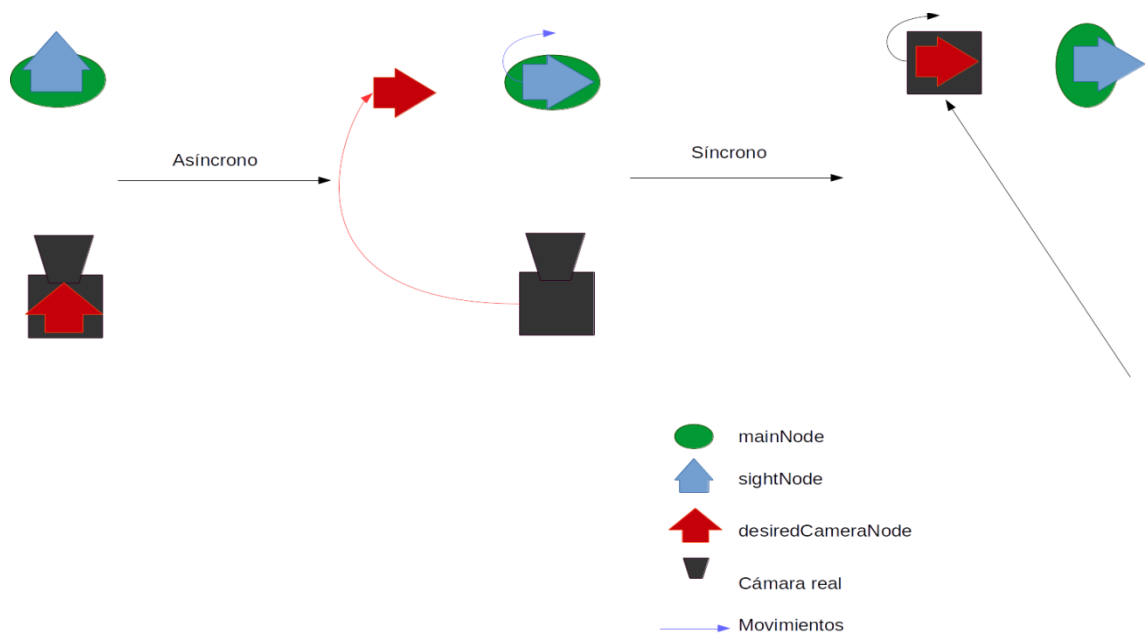 Asíncrono
Síncrono
mainNode
sightNode
desiredCameraNode
Cámara real
Movimientos